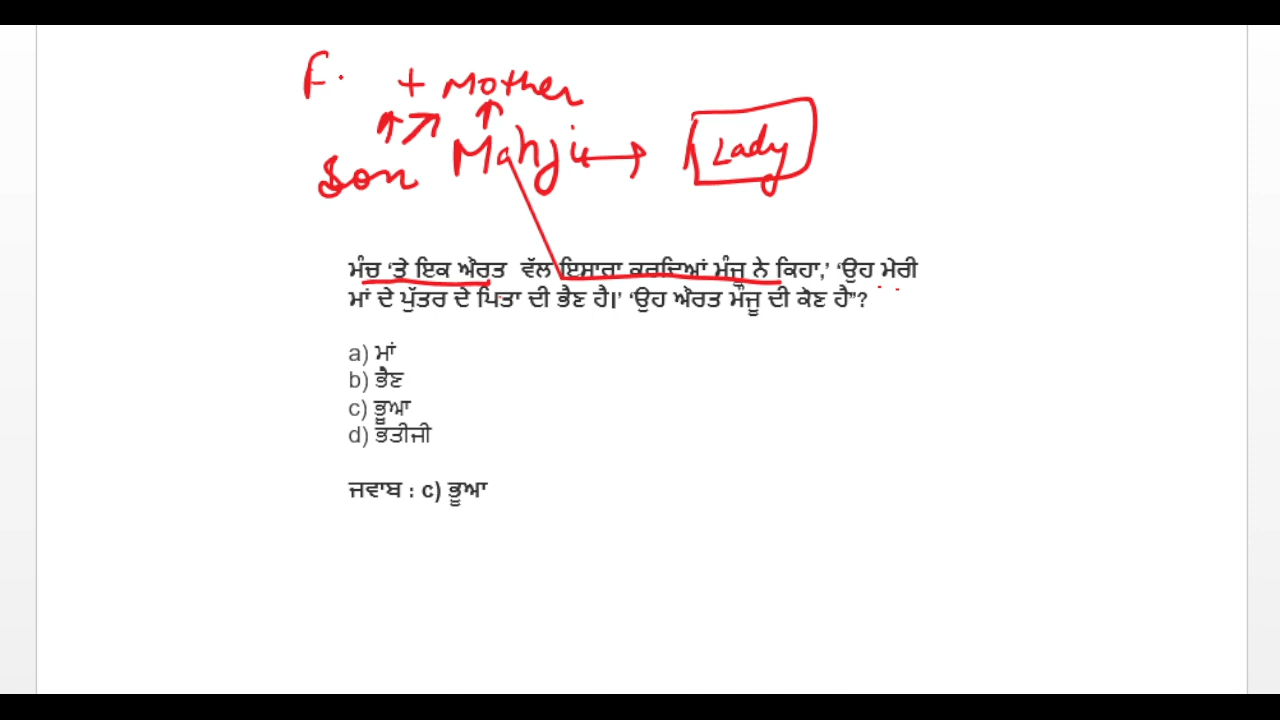 F. + Mother
Son Manju → Lady
ਮੰਚ 'ਤੇ ਇਕ ਔਰਤ ਵੱਲ ਇਸ਼ਾਰਾ ਕਰਦਿਆਂ ਮੰਜੂ ਨੇ ਕਿਹਾ,' 'ਉਹ ਮੇਰੀ
ਮਾਂ ਦੇ ਪੁੱਤਰ ਦੇ ਪਿਤਾ ਦੀ ਭੈਣ ਹੈ।' 'ਉਹ ਔਰਤ ਮੰਜੂ ਦੀ ਕੌਣ ਹੈ"?
a) ਮਾਂ
b) ਭੈਣ
c) ਭੂਆ
d) ਭਤੀਜੀ
ਜਵਾਬ : c) ਭੂਆ